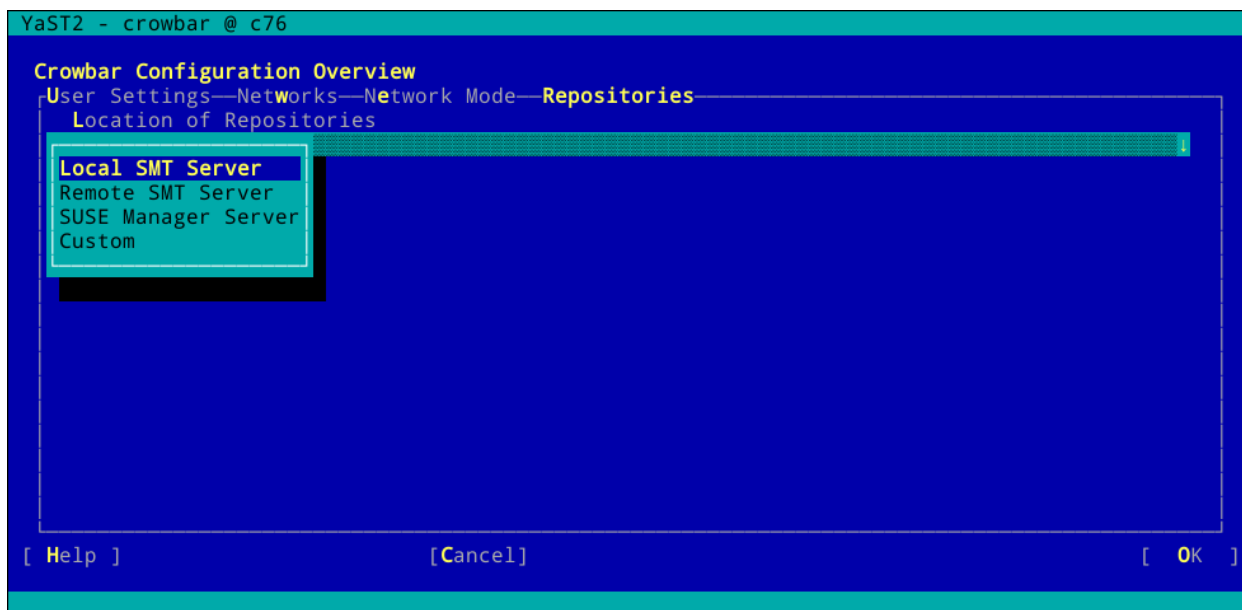 YaST2 - crowbar @ c76
Crowbar Configuration Overview
User Settings—Networks—Network Mode—Repositories
Location of Repositories
↓
Local SMT Server
Remote SMT Server
SUSE Manager Server
Custom
[ Help ] [Cancel] [ OK ]